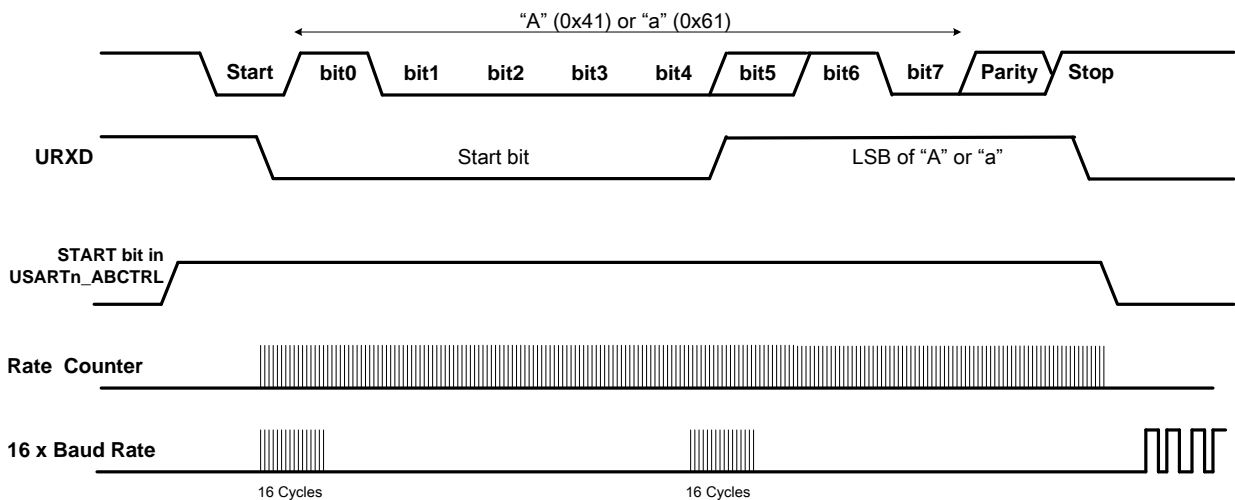 “A” (0x41) or “a” (0x61)
Start bit0 bit1 bit2 bit3 bit4 bit5 bit6 bit7 Parity Stop
URXD Start bit LSB of “A” or “a”
START bit in
USARTn_ABCTRL
Rate Counter
16 x Baud Rate
16 Cycles 16 Cycles